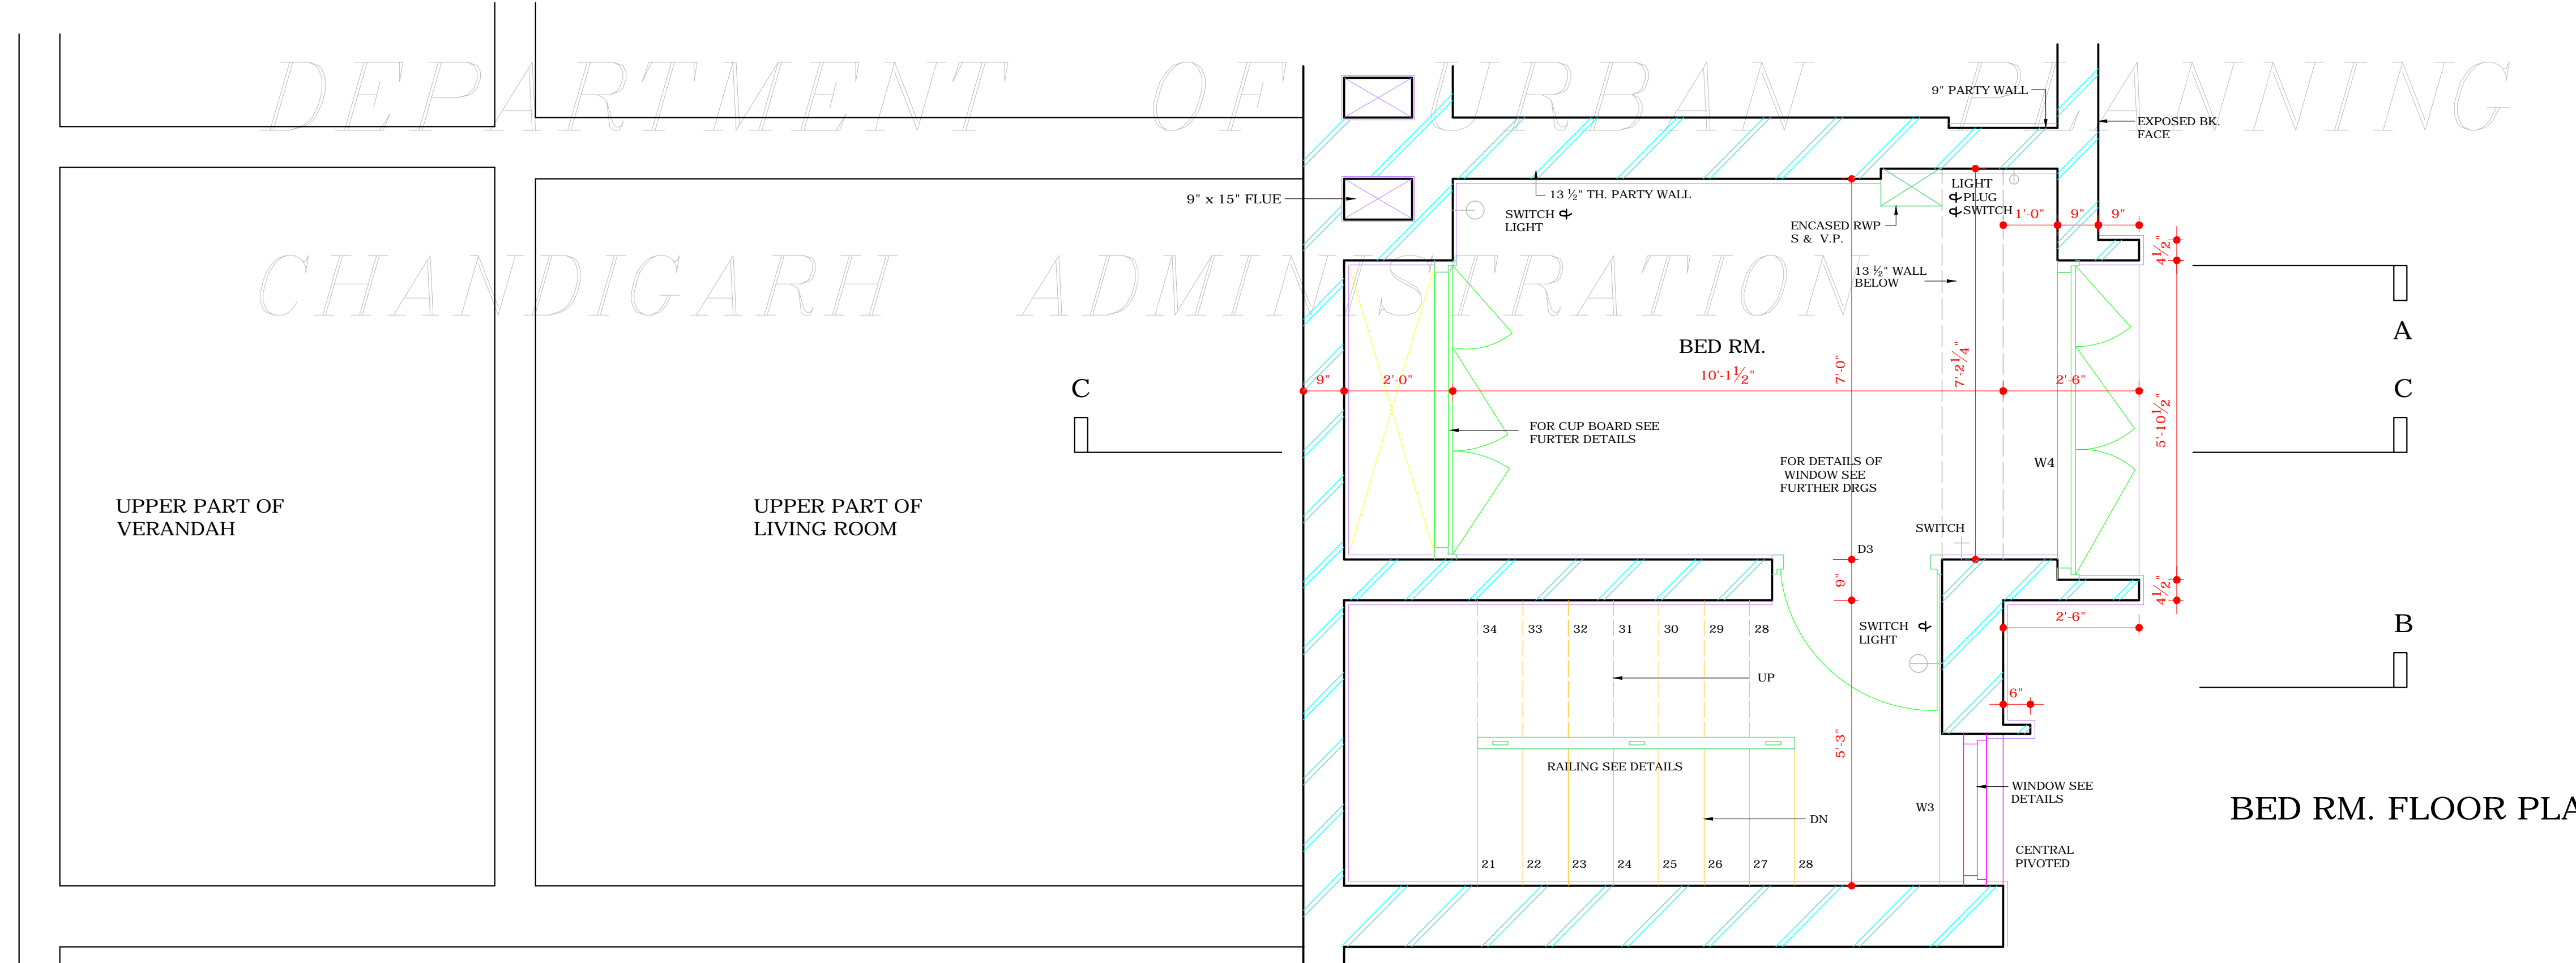 DEPARTMENT OF URBAN PLANNING
CHANDIGARH ADMINISTRATION
9" PARTY WALL
EXPOSED BK.
FACE
9" x 15" FLUE
13 ½" TH. PARTY WALL
SWITCH
LIGHT
ENCASED RWP
S & V.P.
LIGHT
PLUG
SWITCH
1'-0"
9"
9"
4½"
13 ½" WALL
BELOW
A
BED RM.
C
9"
2'-0"
10'-1½"
7'-0"
7'-2¼"
2'-6"
5'-10½"
C
FOR CUP BOARD SEE
FURTER DETAILS
FOR DETAILS OF
WINDOW SEE
FURTHER DRGS
W4
UPPER PART OF
VERANDAH
UPPER PART OF
LIVING ROOM
SWITCH
D3
9"
4½"
2'-6"
34 33 32 31 30 29 28
SWITCH
LIGHT
B
UP
6"
5'-3"
RAILING SEE DETAILS
WINDOW SEE
DETAILS
W3
DN
BED RM. FLOOR PLA
CENTRAL
PIVOTED
21 22 23 24 25 26 27 28